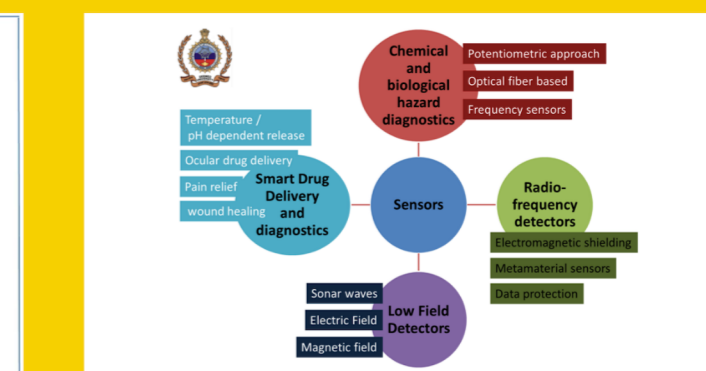 Chemical
and
biological
hazard
diagnostics
Potentiometric approach
Optical fiber based
Frequency sensors
Temperature /
pH dependent release
Ocular drug delivery
Pain relief
wound healing
Smart Drug
Delivery
and
diagnostics
Sensors
Radio-
frequency
detectors
Electromagnetic shielding
Metamaterial sensors
Data protection
Sonar waves
Electric Field
Magnetic field
Low Field
Detectors